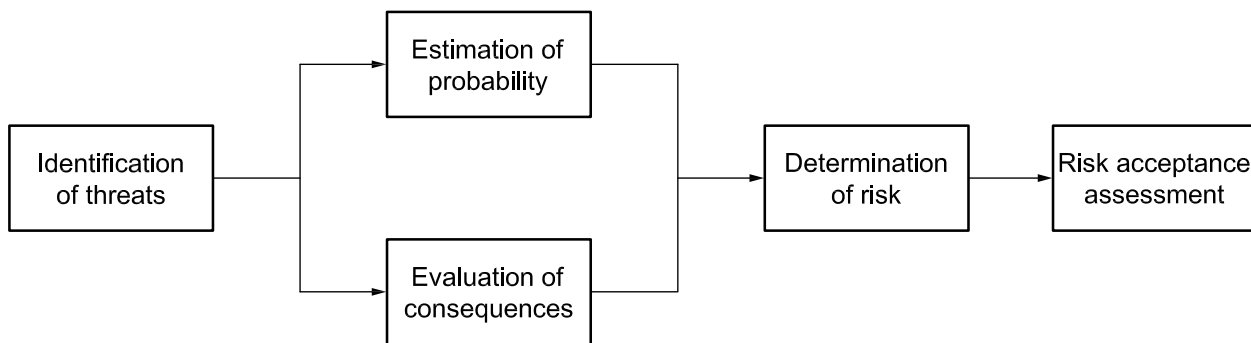 Identification
of threats
Estimation of
probability
Evaluation of
consequences
Determination
of risk
Risk acceptance
assessment